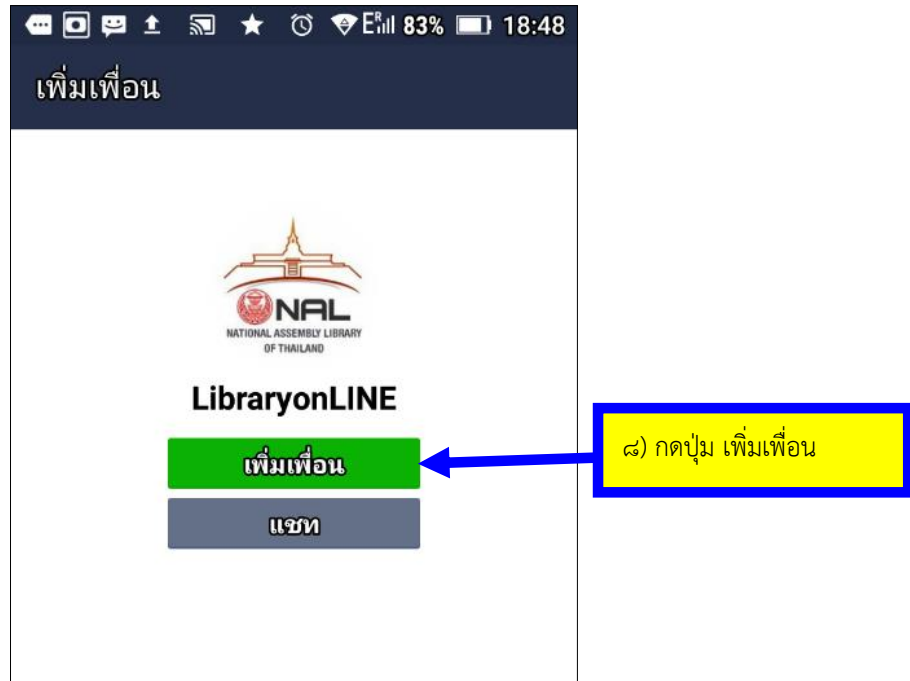 83% 18:48
เพิ่มเพื่อน
NAL
NATIONAL ASSEMBLY LIBRARY
OF THAILAND
LibraryonLINE
เพิ่มเพื่อน
๘) กดปุ่ม เพิ่มเพื่อน
แชท